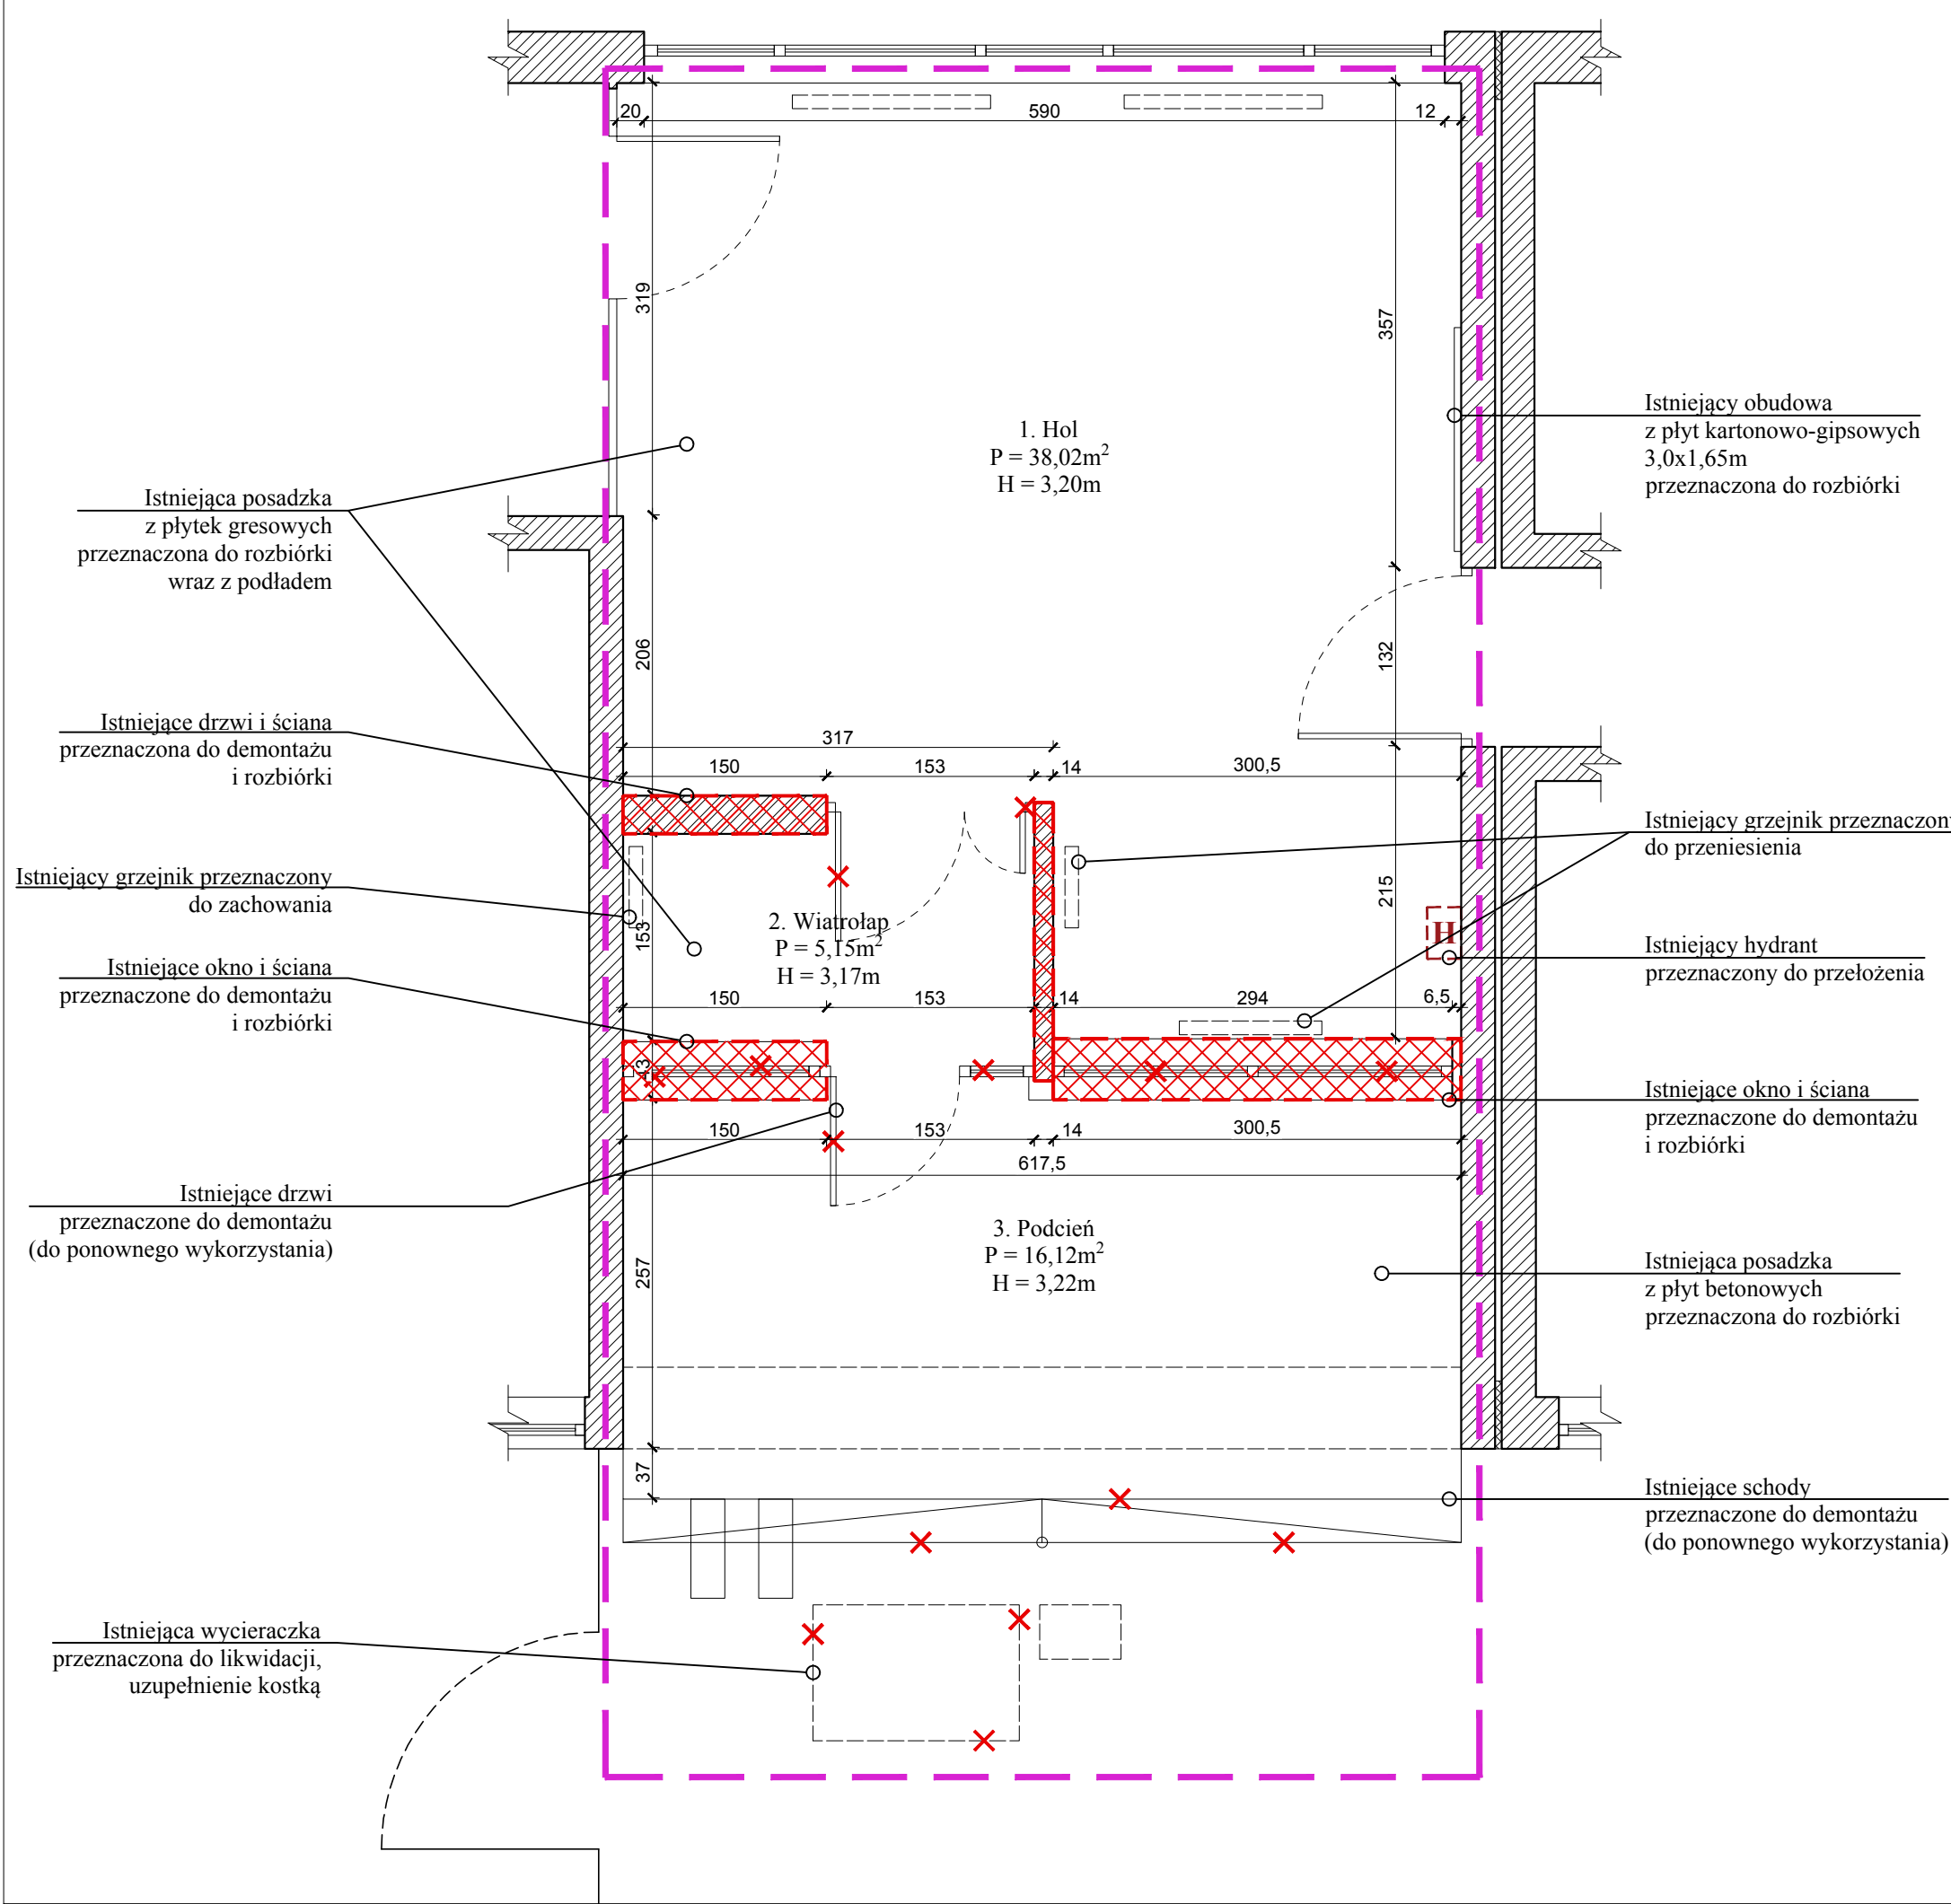 20
590
12
319
357
1. Hol
P = 38,02m²
H = 3,20m
Istniejący obudowa
z płyt kartonowo-gipsowych
3,0x1,65m
przeznaczona do rozbiórki
Istniejąca posadzka
z płytek gresowych
przeznaczona do rozbiórki
wraz z podładem
206
132
Istniejące drzwi i ściana
przeznaczona do demontażu
i rozbiórki
317
150
153
14
300,5
Istniejący grzejnik przeznaczony
do przeniesienia
Istniejący grzejnik przeznaczony
do zachowania
153
2. Wiatrołap
P = 5,15m²
H = 3,17m
215
H
Istniejący hydrant
przeznaczony do przełożenia
Istniejące okno i ściana
przeznaczone do demontażu
i rozbiórki
150
153
14
294
6,5
43
Istniejące okno i ściana
przeznaczone do demontażu
i rozbiórki
150
153
14
300,5
617,5
Istniejące drzwi
przeznaczone do demontażu
(do ponownego wykorzystania)
3. Podcień
P = 16,12m²
H = 3,22m
257
Istniejąca posadzka
z płyt betonowych
przeznaczona do rozbiórki
37
Istniejące schody
przeznaczone do demontażu
(do ponownego wykorzystania)
Istniejąca wycieraczka
przeznaczona do likwidacji,
uzupełnienie kostką